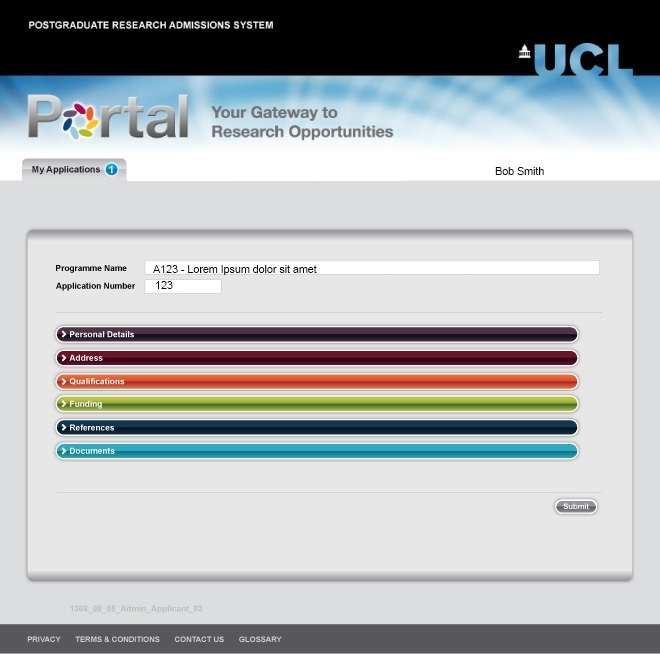 POSTGRADUATE RESEARCH ADMISSIONS SYSTEM
UCL
Portal
Your Gateway to
Research Opportunities
My Applications 1
Bob Smith
Programme Name A123 - Lorem Ipsum dolor sit amet
Application Number 123
Personal Details
Address
Qualifications
Funding
References
Documents
Submit
1309_08_05_Admin_Applicant_03
PRIVACY TERMS & CONDITIONS CONTACT US GLOSSARY